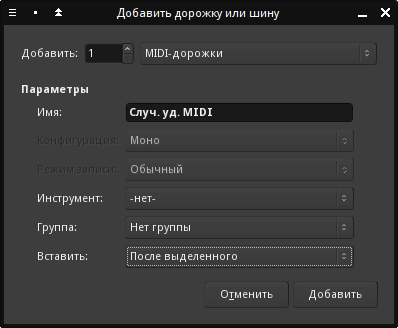 Добавить дорожку или шину
Добавить: 1 MIDI-дорожки
Параметры
Имя: Случ. уд. MIDI
Конфигурация: Моно
Режим записи: Обычный
Инструмент: -нет-
Группа: Нет группы
Вставить: После выделенного
Отменить Добавить